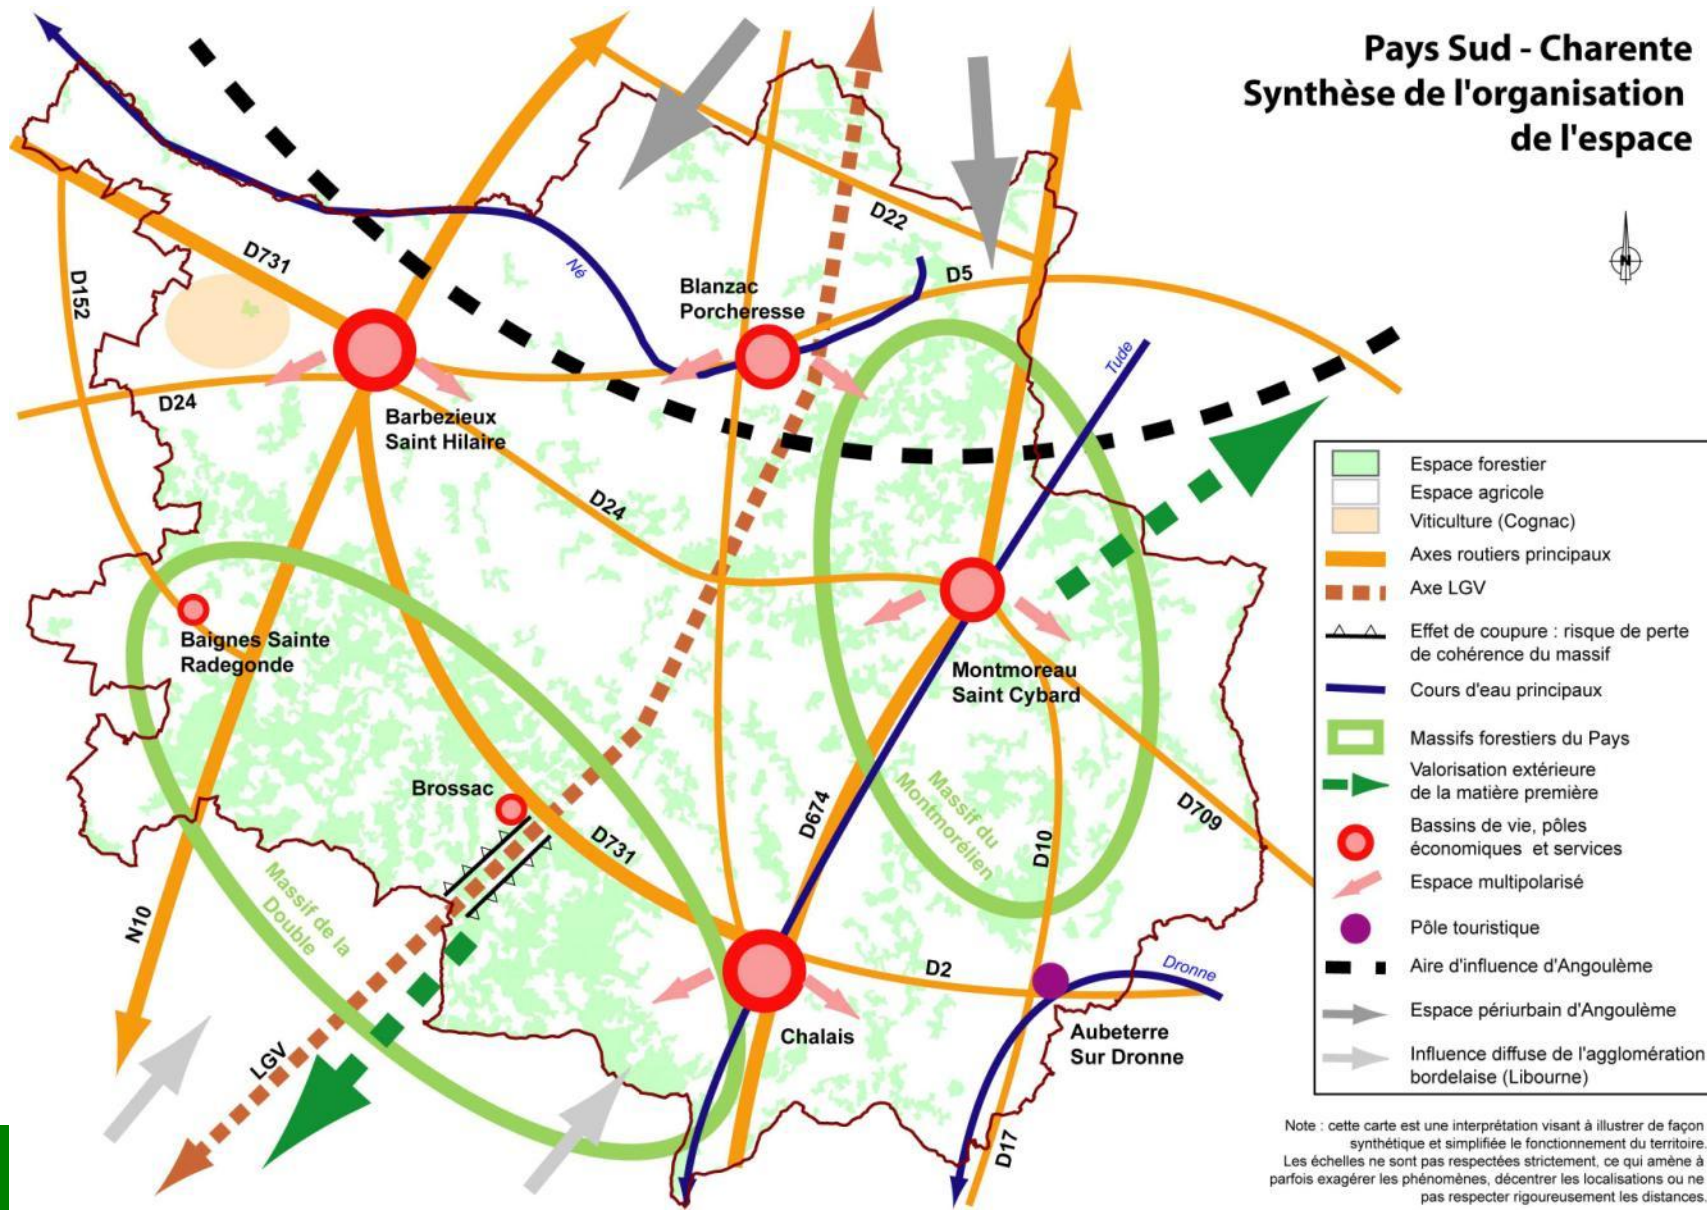 Pays Sud - Charente
Synthèse de l'organisation
de l'espace
N
D731
D152
D22
Né
Blanzac
Porcheresse
D5
Tude
D24
Barbezieux
Saint Hilaire
D24
Baignes Sainte
Radegonde
Montmoreau
Saint Cybard
Brossac
D731
D674
Massif du
Montmorélien
D10
D709
Massif de la
Double
N10
D2
Dronne
Chalais
Aubeterre
Sur Dronne
LGV
D17
Espace forestier
Espace agricole
Viticulture (Cognac)
Axes routiers principaux
Axe LGV
Effet de coupure : risque de perte
de cohérence du massif
Cours d'eau principaux
Massifs forestiers du Pays
Valorisation extérieure
de la matière première
Bassins de vie, pôles
économiques et services
Espace multipolarisé
Pôle touristique
Aire d'influence d'Angoulême
Espace périurbain d'Angoulême
Influence diffuse de l'agglomération
bordelaise (Libourne)
Note : cette carte est une interprétation visant à illustrer de façon
synthétique et simplifiée le fonctionnement du territoire.
Les échelles ne sont pas respectées strictement, ce qui amène à
parfois exagérer les phénomènes, décentrer les localisations ou ne
pas respecter rigoureusement les distances.